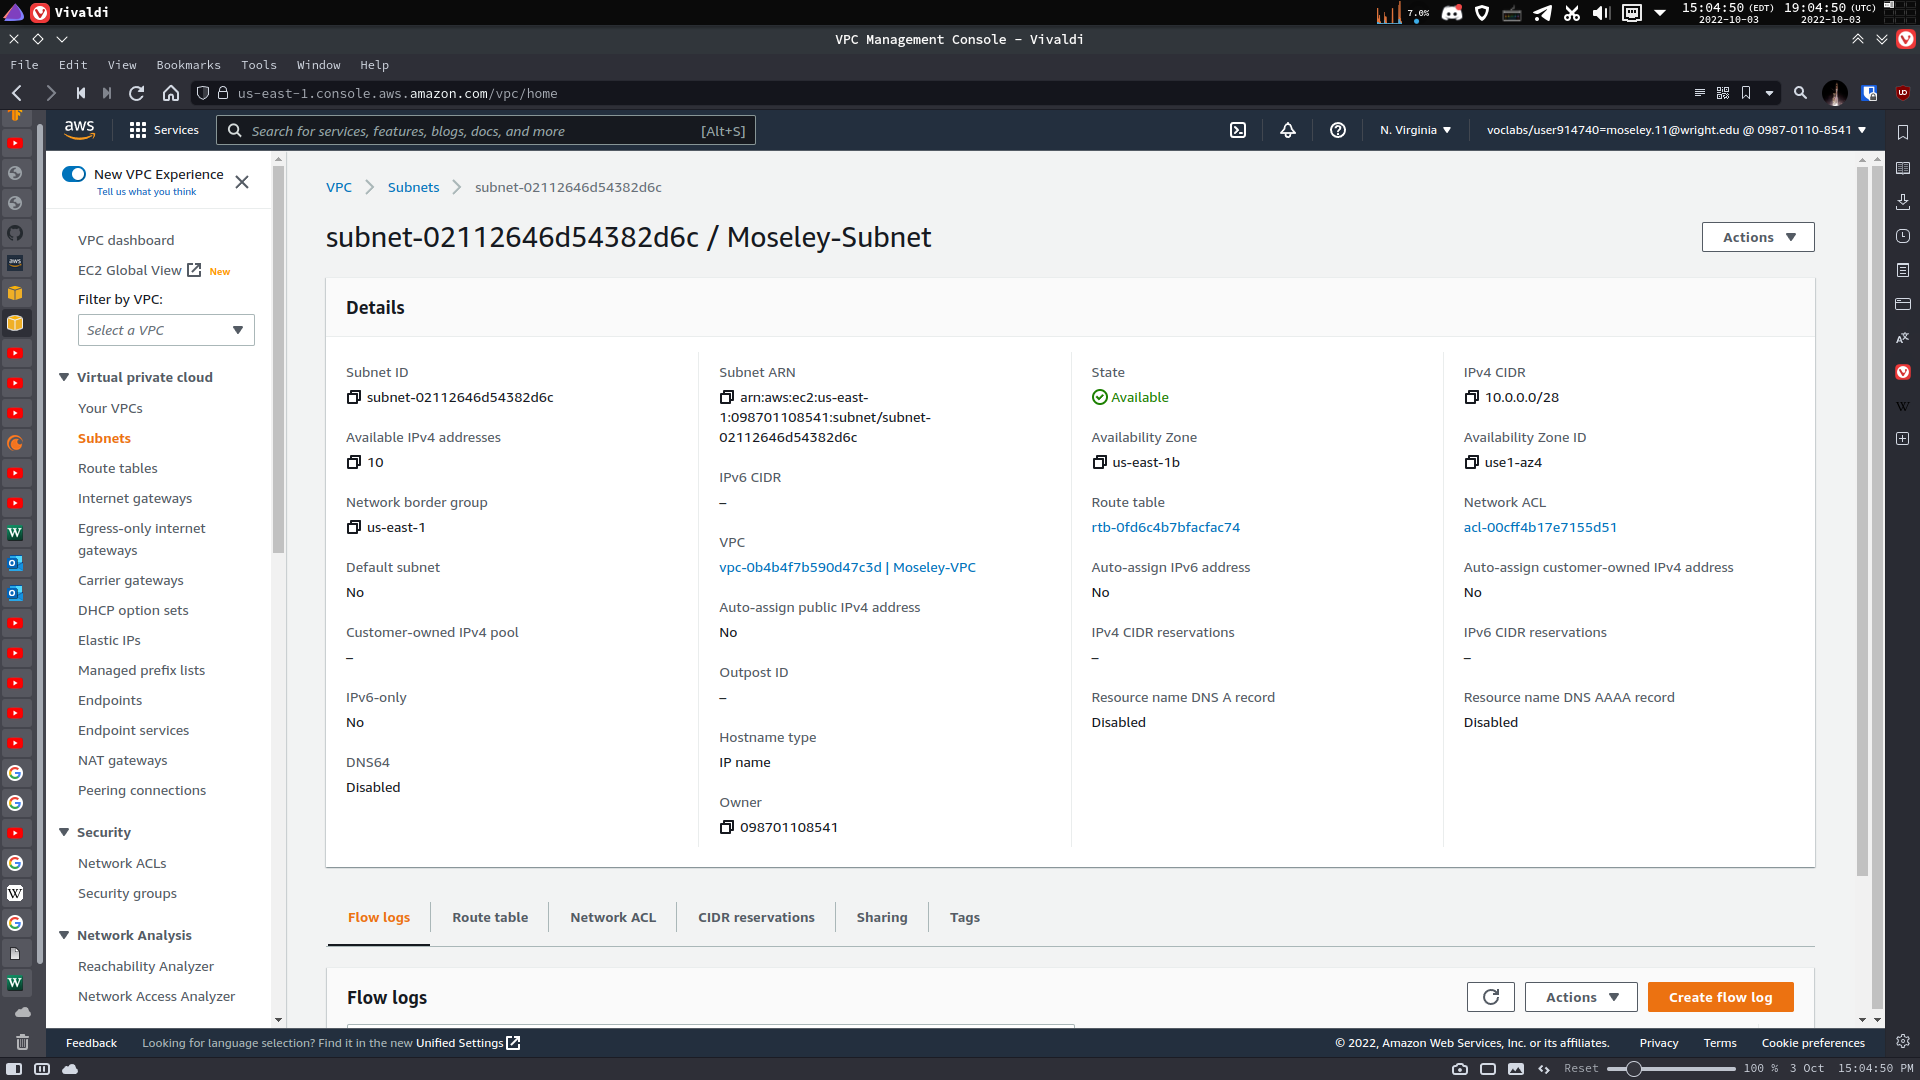 Vivaldi
7.0%
15:04:50 (EDT) 19:04:50 (UTC)
2022-10-03 2022-10-03
VPC Management Console - Vivaldi
File Edit View Bookmarks Tools Window Help
us-east-1.console.aws.amazon.com/vpc/home
aws Services Search for services, features, blogs, docs, and more [Alt+S] N. Virginia voclabs/user914740=moseley.11@wright.edu @ 0987-0110-8541
New VPC Experience
Tell us what you think
VPC dashboard
EC2 Global View New
Filter by VPC:
Select a VPC
Virtual private cloud
Your VPCs
Subnets
Route tables
Internet gateways
Egress-only internet
gateways
Carrier gateways
DHCP option sets
Elastic IPs
Managed prefix lists
Endpoints
Endpoint services
NAT gateways
Peering connections
Security
Network ACLs
Security groups
Network Analysis
Reachability Analyzer
Network Access Analyzer
VPC Subnets subnet-02112646d54382d6c
subnet-02112646d54382d6c / Moseley-Subnet
Actions
Details
Subnet ID
subnet-02112646d54382d6c
Available IPv4 addresses
10
Network border group
us-east-1
Default subnet
No
Customer-owned IPv4 pool
–
IPv6-only
No
DNS64
Disabled
Subnet ARN
arn:aws:ec2:us-east-
1:098701108541:subnet/subnet-
02112646d54382d6c
IPv6 CIDR
–
VPC
vpc-0b4b4f7b590d47c3d | Moseley-VPC
Auto-assign public IPv4 address
No
Outpost ID
–
Hostname type
IP name
Owner
098701108541
State
Available
Availability Zone
us-east-1b
Route table
rtb-0fd6c4b7bfacfac74
Auto-assign IPv6 address
No
IPv4 CIDR reservations
–
Resource name DNS A record
Disabled
IPv4 CIDR
10.0.0.0/28
Availability Zone ID
use1-az4
Network ACL
acl-00cff4b17e7155d51
Auto-assign customer-owned IPv4 address
No
IPv6 CIDR reservations
–
Resource name DNS AAAA record
Disabled
Flow logs Route table Network ACL CIDR reservations Sharing Tags
Flow logs
Actions
Create flow log
Feedback Looking for language selection? Find it in the new Unified Settings © 2022, Amazon Web Services, Inc. or its affiliates. Privacy Terms Cookie preferences
Reset 100 % 3 Oct 15:04:50 PM